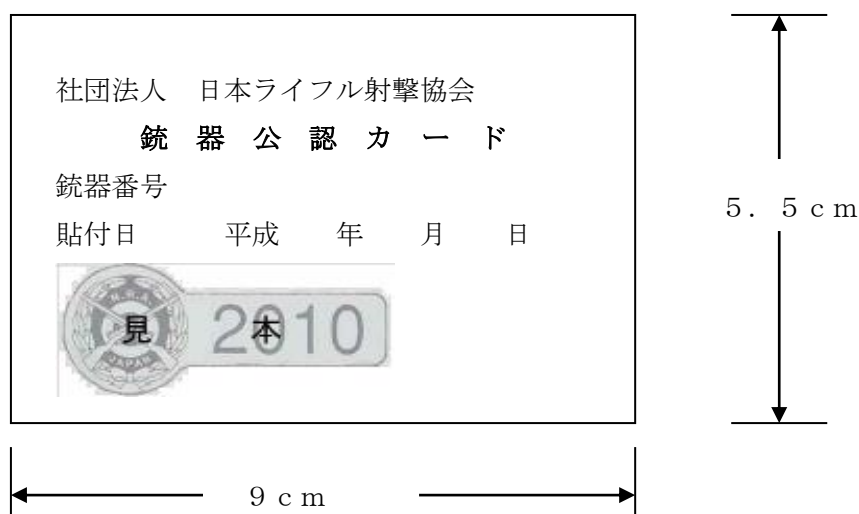 社団法人　日本ライフル射撃協会
銃 器 公 認 カ ー ド
銃器番号
貼付日　　　平成　　年　　月　　日
見 2010 本
JAPAN
５．５ｃｍ
９ｃｍ